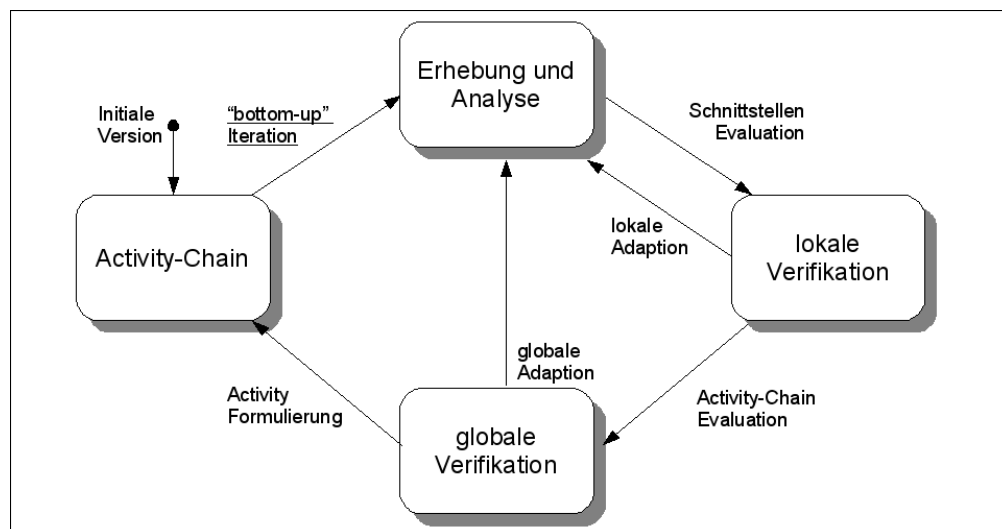 Erhebung und
Analyse
Initiale
Version
“bottom-up”
Iteration
Schnittstellen
Evaluation
Activity-Chain
lokale
Adaption
lokale
Verifikation
globale
Adaption
Activity
Formulierung
Activity-Chain
Evaluation
globale
Verifikation